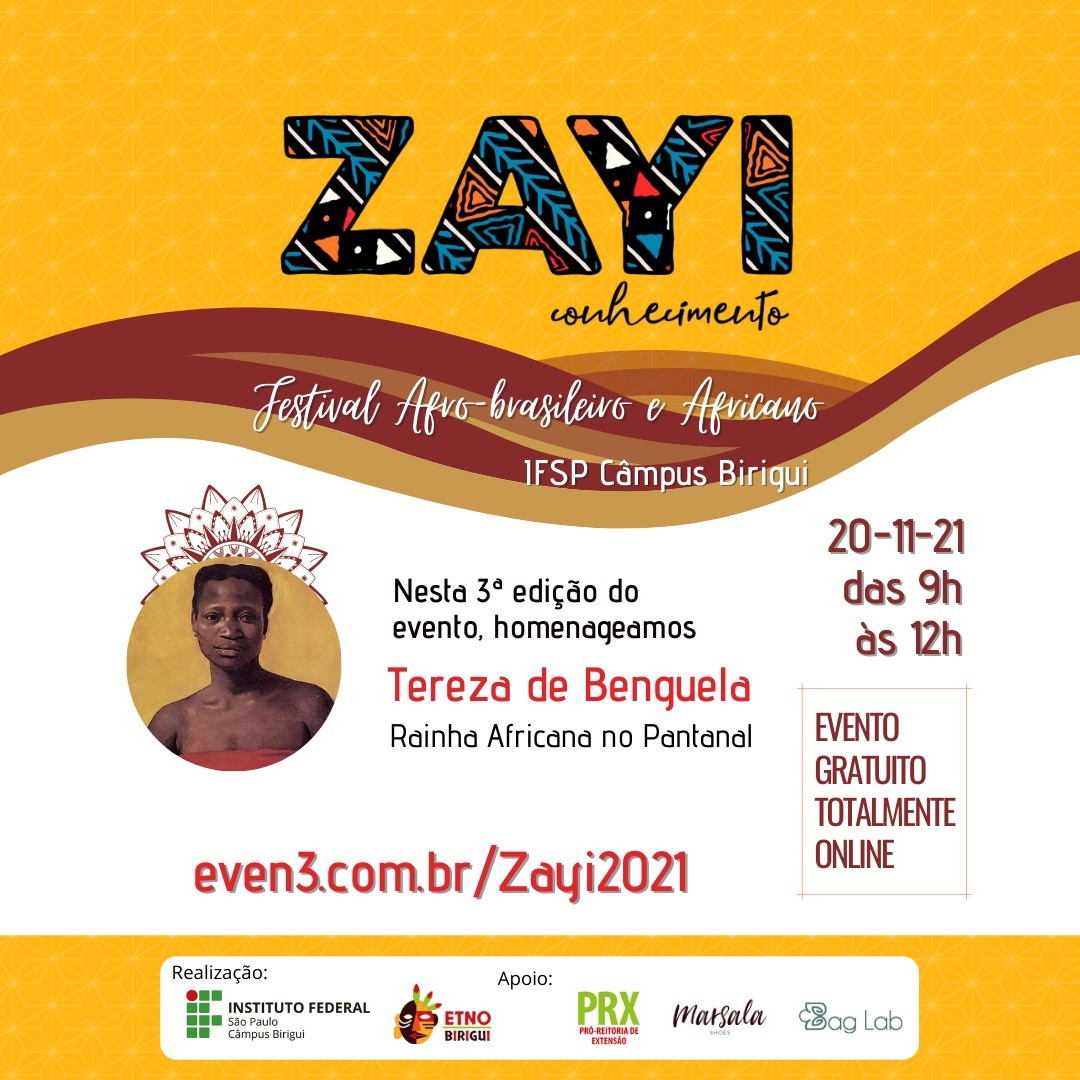 ZAYI
conhecimento
Festival Afro-brasileiro e Africano
IFSP Câmpus Birigui
20-11-21
das 9h
às 12h
Nesta 3ª edição do
evento, homenageamos
Tereza de Benguela
Rainha Africana no Pantanal
EVENTO
GRATUITO
TOTALMENTE
ONLINE
even3.com.br/Zayi2021
Realização:
INSTITUTO FEDERAL
São Paulo
Câmpus Birigui
ETNO
BIRIGUI
Apoio:
PRX
PRÓ-REITORIA DE
EXTENSÃO
Marsala
SHOES
Bag Lab